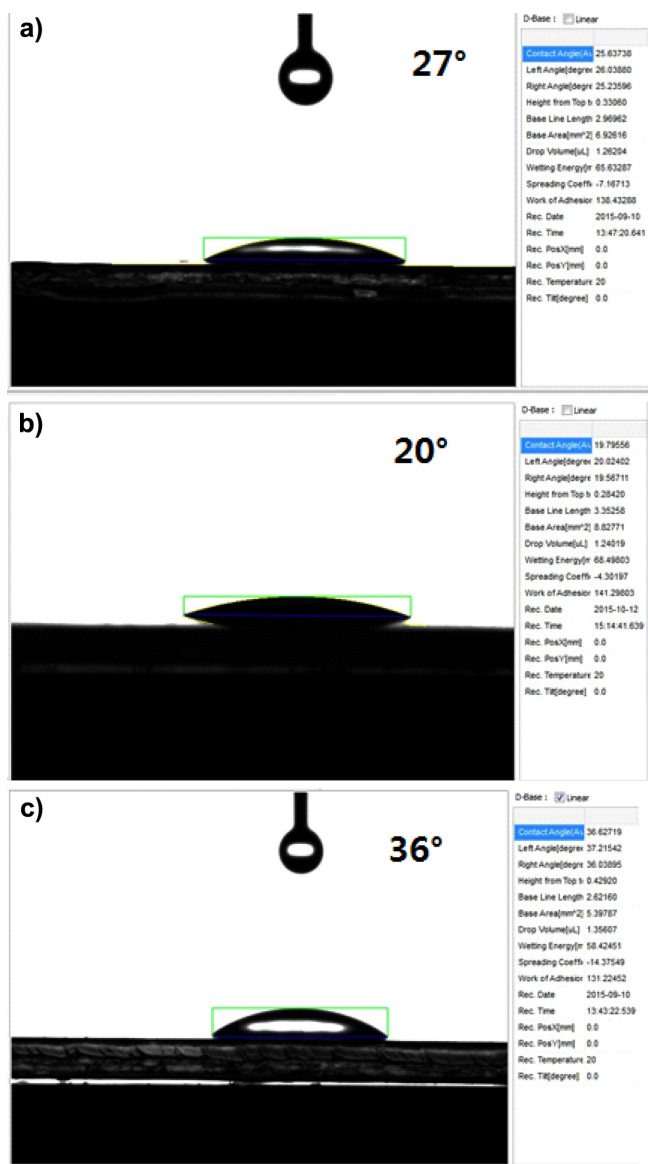 a)
27°
D-Base : Linear
Contact Angle(Av 25.63738
Left Angle[degree 26.03880
Right Angle[degre 25.23596
Height from Top t 0.33060
Base Line Length 2.96962
Base Area[mm^2] 6.92616
Drop Volume[uL] 1.26204
Wetting Energy[m 65.63287
Spreading Coeffi -7.16713
Work of Adhesion 138.43288
Rec. Date 2015-09-10
Rec. Time 13:47:20.641
Rec. PosX[mm] 0.0
Rec. PosY[mm] 0.0
Rec. Temperature 20
Rec. Tilt[degree] 0.0
b)
20°
D-Base : Linear
Contact Angle(Av 19.79556
Left Angle[degree 20.02402
Right Angle[degre 19.56711
Height from Top t 0.28420
Base Line Length 3.35258
Base Area[mm^2] 8.82771
Drop Volume[uL] 1.24019
Wetting Energy[m 68.49803
Spreading Coeffi -4.30197
Work of Adhesion 141.29803
Rec. Date 2015-10-12
Rec. Time 15:14:41.639
Rec. PosX[mm] 0.0
Rec. PosY[mm] 0.0
Rec. Temperature 20
Rec. Tilt[degree] 0.0
c)
36°
D-Base : Linear
Contact Angle(Av 36.62719
Left Angle[degree 37.21542
Right Angle[degre 36.03895
Height from Top t 0.42920
Base Line Length 2.62160
Base Area[mm^2] 5.39787
Drop Volume[uL] 1.35607
Wetting Energy[m 58.42451
Spreading Coeffi -14.37549
Work of Adhesion 131.22452
Rec. Date 2015-09-10
Rec. Time 13:43:22.539
Rec. PosX[mm] 0.0
Rec. PosY[mm] 0.0
Rec. Temperature 20
Rec. Tilt[degree] 0.0